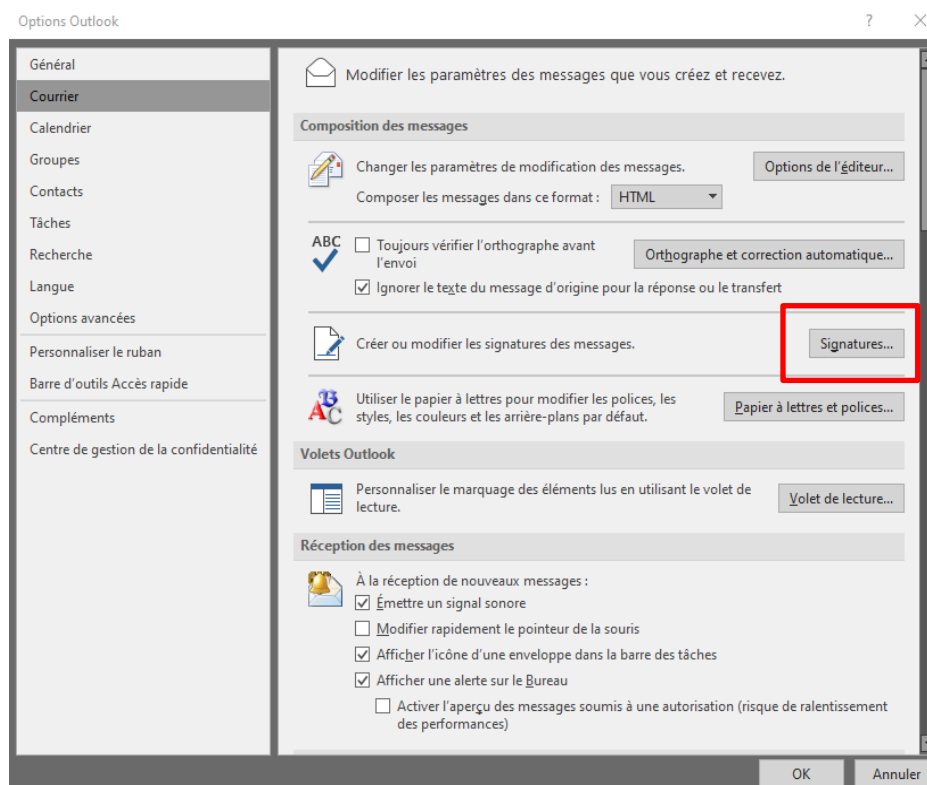 Options Outlook
?
Général
Courrier
Calendrier
Groupes
Contacts
Tâches
Recherche
Langue
Options avancées
Personnaliser le ruban
Barre d'outils Accès rapide
Compléments
Centre de gestion de la confidentialité
Modifier les paramètres des messages que vous créez et recevez.
Composition des messages
Changer les paramètres de modification des messages.
Options de l'éditeur...
Composer les messages dans ce format :
HTML
ABC
Toujours vérifier l'orthographe avant
l'envoi
Orthographe et correction automatique...
Ignorer le texte du message d'origine pour la réponse ou le transfert
Créer ou modifier les signatures des messages.
Signatures...
Utiliser le papier à lettres pour modifier les polices, les
styles, les couleurs et les arrière-plans par défaut.
Papier à lettres et polices...
Volets Outlook
Personnaliser le marquage des éléments lus en utilisant le volet de
lecture.
Volet de lecture...
Réception des messages
À la réception de nouveaux messages :
Émettre un signal sonore
Modifier rapidement le pointeur de la souris
Afficher l'icône d'une enveloppe dans la barre des tâches
Afficher une alerte sur le Bureau
Activer l'aperçu des messages soumis à une autorisation (risque de ralentissement
des performances)
OK
Annuler